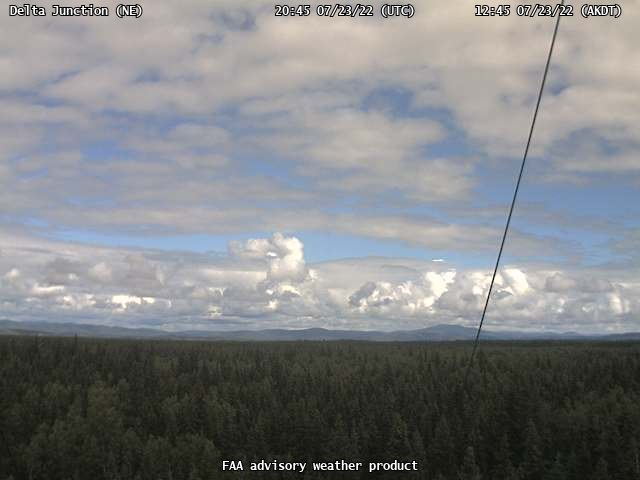 Delta Junction (NE) 20:45 07/23/22 (UTC) 12:45 07/23/22 (AKDT)
FAA advisory weather product